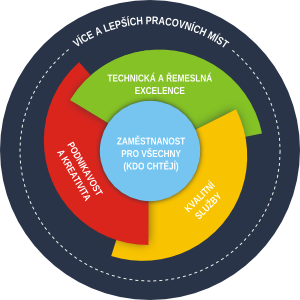 VÍCE A LEPŠÍCH PRACOVNÍCH MÍST
TECHNICKÁ A ŘEMESLNÁ
EXCELENCE
ZAMĚSTNANOST
PRO VŠECHNY
(KDO CHTĚJÍ)
PODNIKAVOST
A KREATIVITA
KVALITNÍ
SLUŽBY